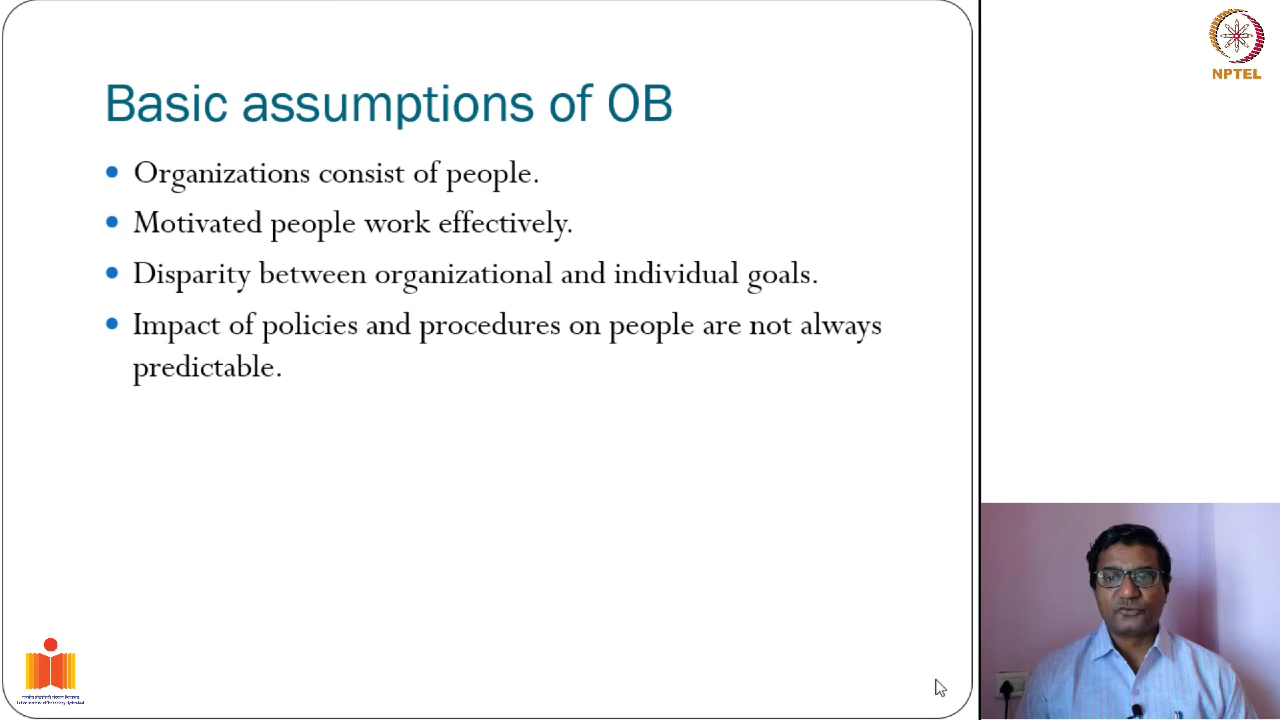 Basic assumptions of OB
Organizations consist of people.
Motivated people work effectively.
Disparity between organizational and individual goals.
Impact of policies and procedures on people are not always
predictable.
NPTEL